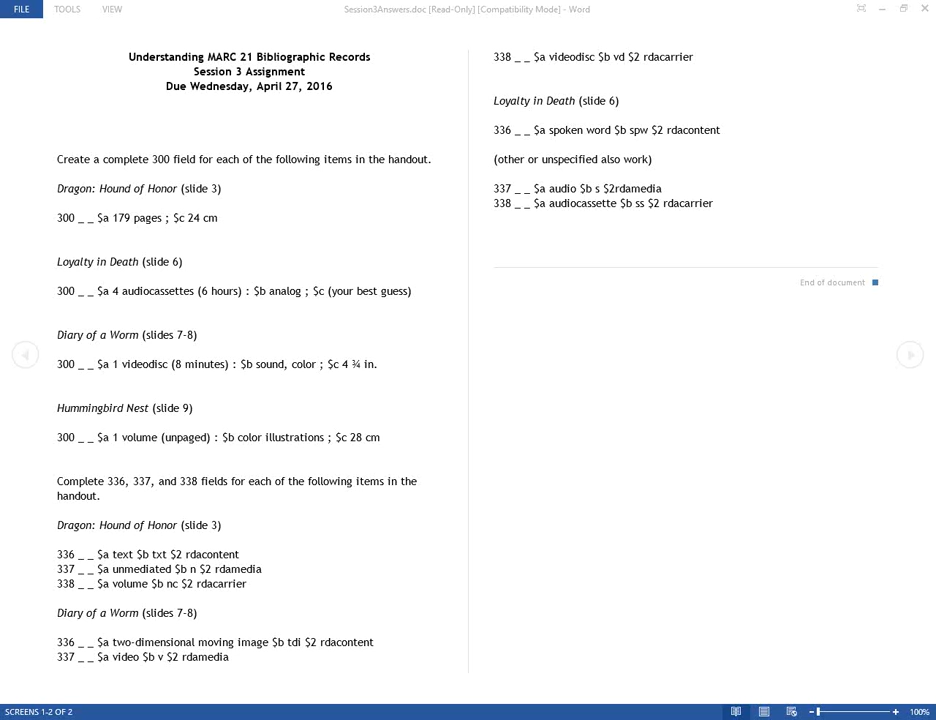 FILE TOOLS VIEW Session3Answers.doc [Read-Only] [Compatibility Mode] - Word
Understanding MARC 21 Bibliographic Records
Session 3 Assignment
Due Wednesday, April 27, 2016
Create a complete 300 field for each of the following items in the handout.
Dragon: Hound of Honor (slide 3)
300 _ _ $a 179 pages ; $c 24 cm
Loyalty in Death (slide 6)
300 _ _ $a 4 audiocassettes (6 hours) : $b analog ; $c (your best guess)
Diary of a Worm (slides 7-8)
300 _ _ $a 1 videodisc (8 minutes) : $b sound, color ; $c 4 ¾ in.
Hummingbird Nest (slide 9)
300 _ _ $a 1 volume (unpaged) : $b color illustrations ; $c 28 cm
Complete 336, 337, and 338 fields for each of the following items in the
handout.
Dragon: Hound of Honor (slide 3)
336 _ _ $a text $b txt $2 rdacontent
337 _ _ $a unmediated $b n $2 rdamedia
338 _ _ $a volume $b nc $2 rdacarrier
Diary of a Worm (slides 7-8)
336 _ _ $a two-dimensional moving image $b tdi $2 rdacontent
337 _ _ $a video $b v $2 rdamedia
338 _ _ $a videodisc $b vd $2 rdacarrier
Loyalty in Death (slide 6)
336 _ _ $a spoken word $b spw $2 rdacontent
(other or unspecified also work)
337 _ _ $a audio $b s $2rdamedia
338 _ _ $a audiocassette $b ss $2 rdacarrier
End of document
SCREENS 1-2 OF 2 100%